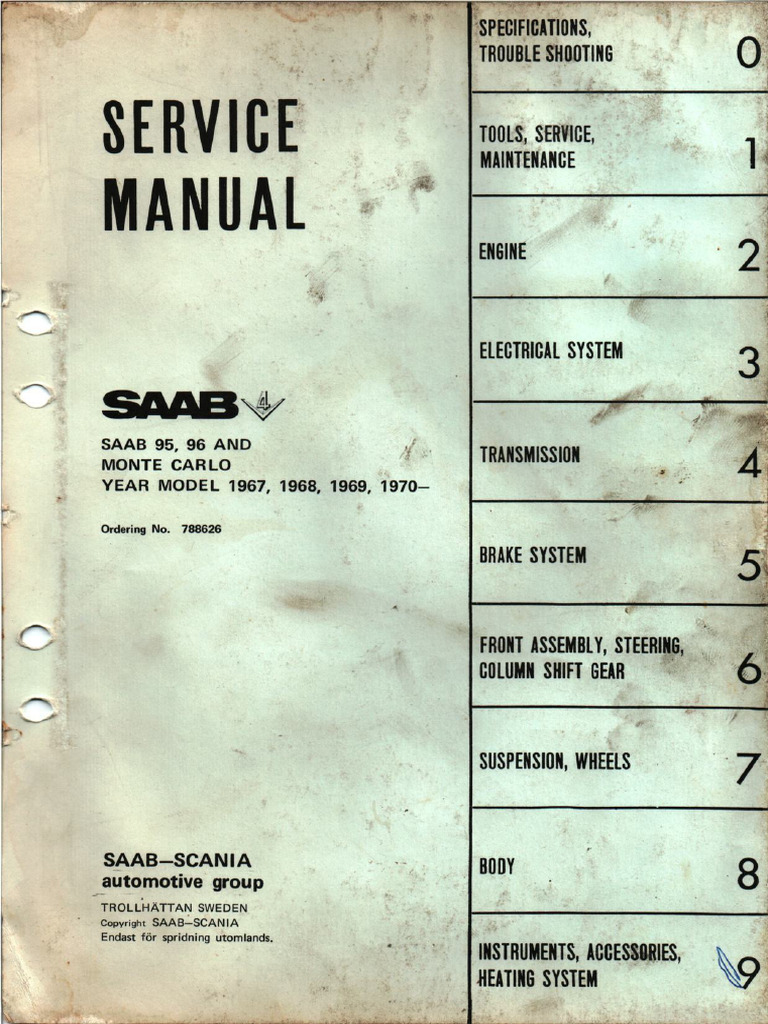 SERVICE
MANUAL
SAAB V4
SAAB 95, 96 AND
MONTE CARLO
YEAR MODEL 1967, 1968, 1969, 1970—
Ordering No. 788626
SAAB—SCANIA
automotive group
TROLLHÄTTAN SWEDEN
Copyright SAAB—SCANIA
Endast för spridning utomlands.
SPECIFICATIONS,
TROUBLE SHOOTING 0
TOOLS, SERVICE,
MAINTENANCE 1
ENGINE 2
ELECTRICAL SYSTEM 3
TRANSMISSION 4
BRAKE SYSTEM 5
FRONT ASSEMBLY, STEERING,
COLUMN SHIFT GEAR 6
SUSPENSION, WHEELS 7
BODY 8
INSTRUMENTS, ACCESSORIES,
HEATING SYSTEM 9